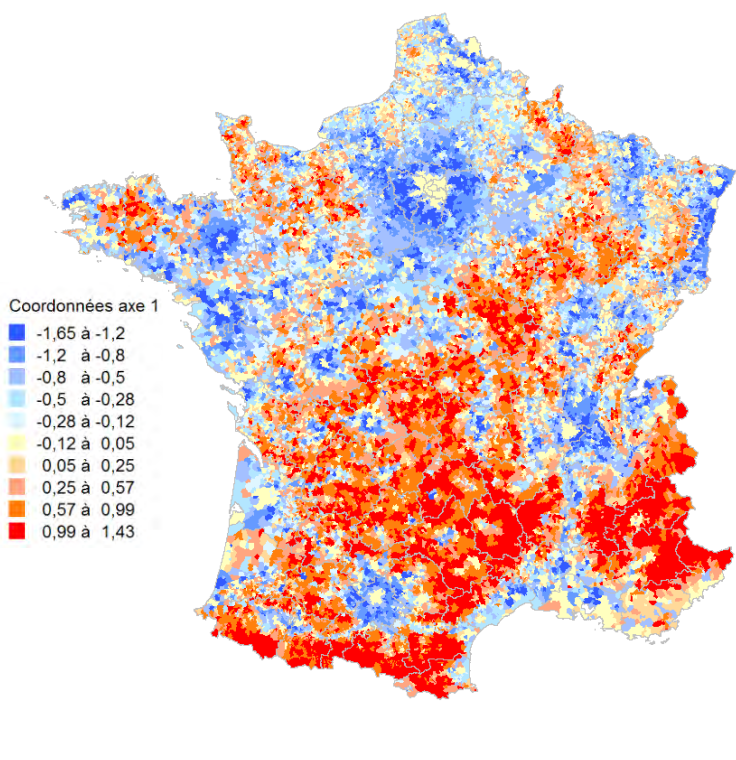 Coordonnées axe 1
-1,65 à -1,2
-1,2 à -0,8
-0,8 à -0,5
-0,5 à -0,28
-0,28 à -0,12
-0,12 à 0,05
0,05 à 0,25
0,25 à 0,57
0,57 à 0,99
0,99 à 1,43